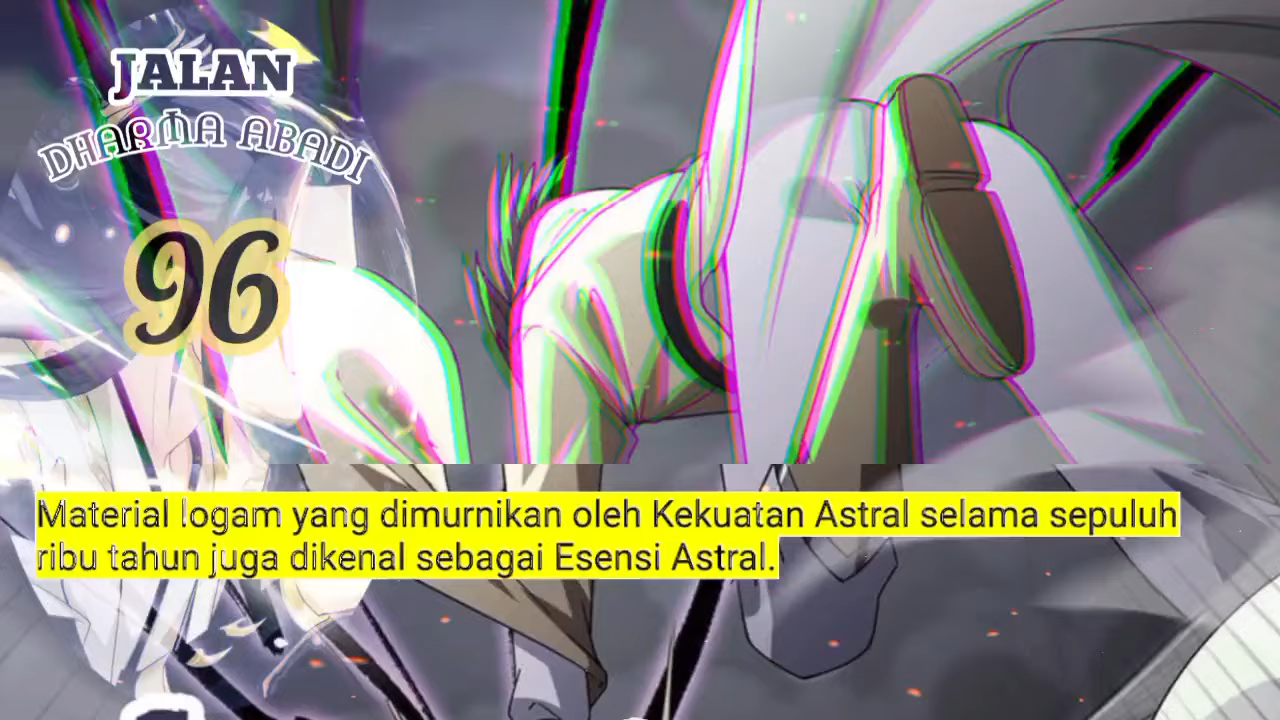 JALAN
DHARMA ABADI
96
Material logam yang dimurnikan oleh Kekuatan Astral selama sepuluh
ribu tahun juga dikenal sebagai Esensi Astral.